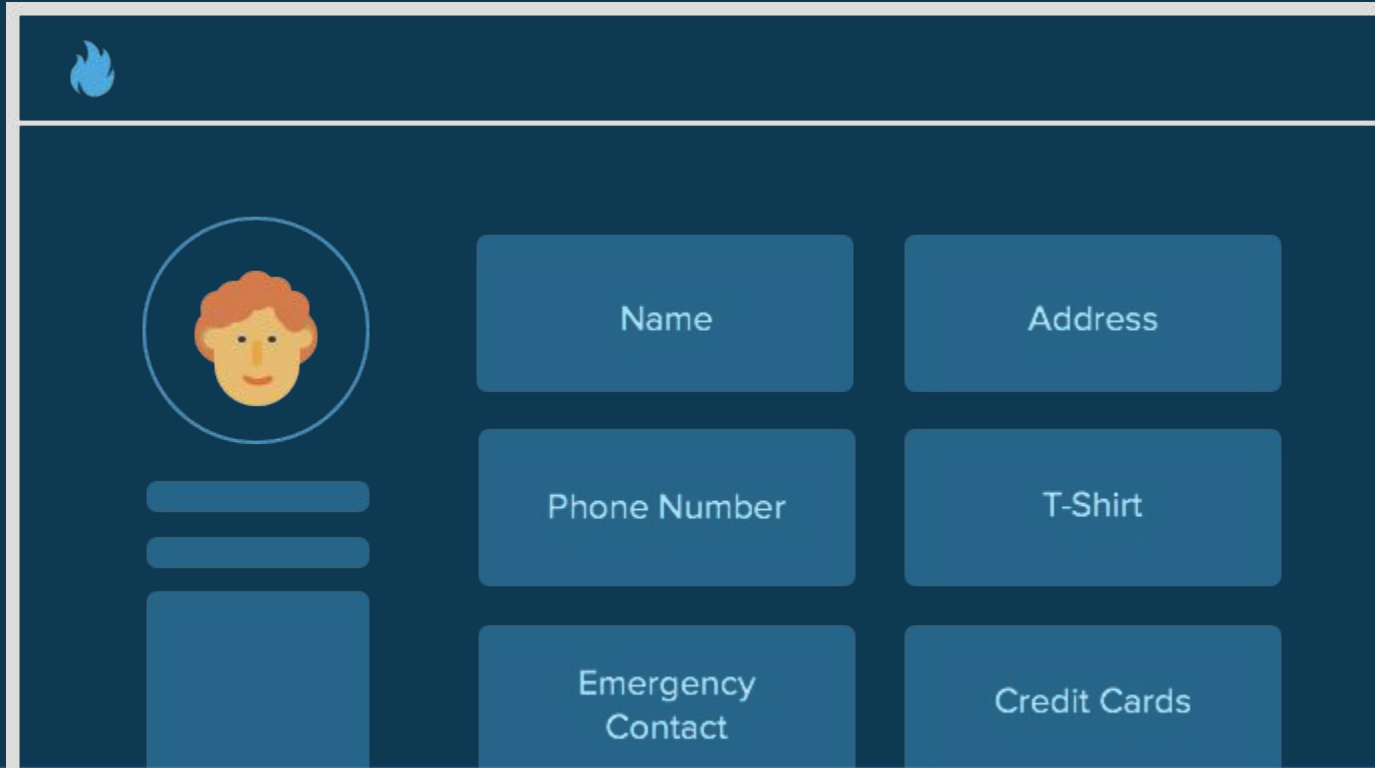 Name
Address
Phone Number
T-Shirt
Emergency
Contact
Credit Cards